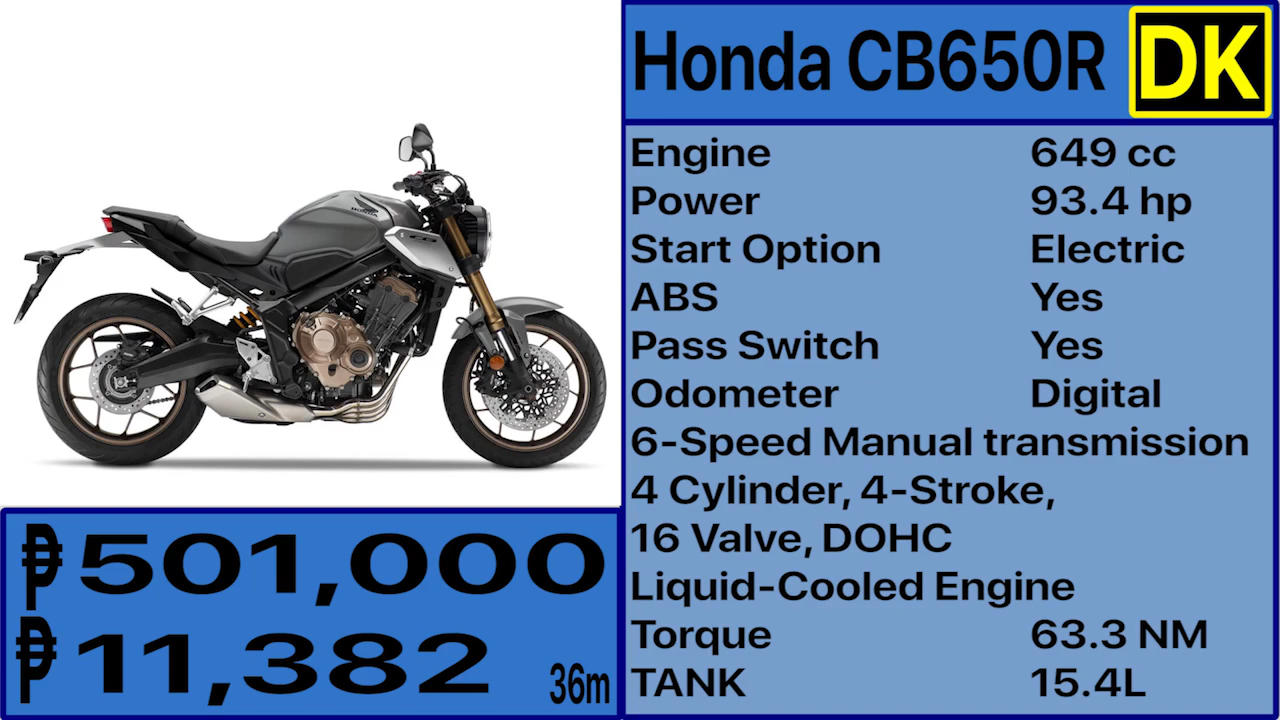 Honda CB650R DK
Engine 649 cc
Power 93.4 hp
Start Option Electric
ABS Yes
Pass Switch Yes
Odometer Digital
6-Speed Manual transmission
4 Cylinder, 4-Stroke,
16 Valve, DOHC
Liquid-Cooled Engine
Torque 63.3 NM
TANK 15.4L
HONDA
₱501,000
₱11,382 36m